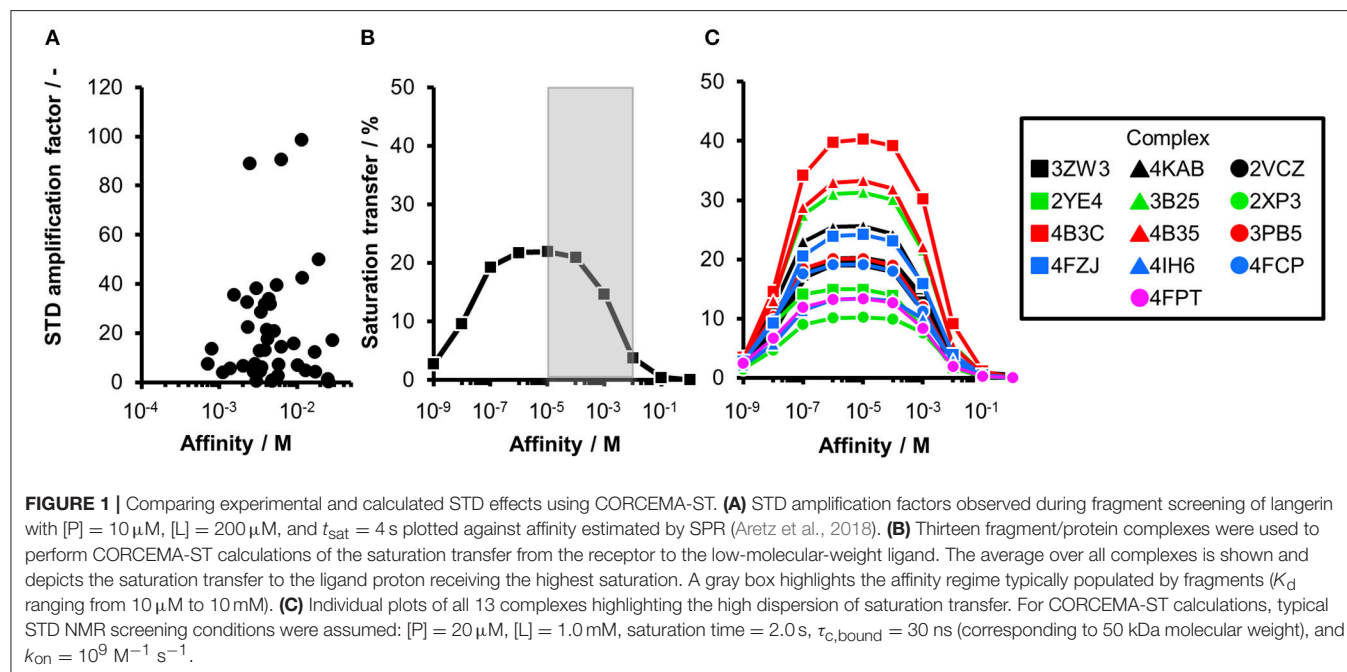 A
B
C
STD amplification factor / -
120
100
80
60
40
20
0
10-4
10-3
10-2
Affinity / M
Saturation transfer / %
50
40
30
20
10
0
10-9
10-7
10-5
10-3
10-1
Affinity / M
50
40
30
20
10
0
10-9
10-7
10-5
10-3
10-1
Affinity / M
Complex
3ZW3 4KAB 2VCZ
2YE4 3B25 2XP3
4B3C 4B35 3PB5
4FZJ 4IH6 4FCP
4FPT
FIGURE 1 | Comparing experimental and calculated STD effects using CORCEMA-ST. (A) STD amplification factors observed during fragment screening of langerin
with [P] = 10 μM, [L] = 200 μM, and tsat = 4 s plotted against affinity estimated by SPR (Aretz et al., 2018). (B) Thirteen fragment/protein complexes were used to
perform CORCEMA-ST calculations of the saturation transfer from the receptor to the low-molecular-weight ligand. The average over all complexes is shown and
depicts the saturation transfer to the ligand proton receiving the highest saturation. A gray box highlights the affinity regime typically populated by fragments (Kd
ranging from 10 μM to 10 mM). (C) Individual plots of all 13 complexes highlighting the high dispersion of saturation transfer. For CORCEMA-ST calculations, typical
STD NMR screening conditions were assumed: [P] = 20 μM, [L] = 1.0 mM, saturation time = 2.0 s, τc,bound = 30 ns (corresponding to 50 kDa molecular weight), and
kon = 10⁹ M⁻¹ s⁻¹.